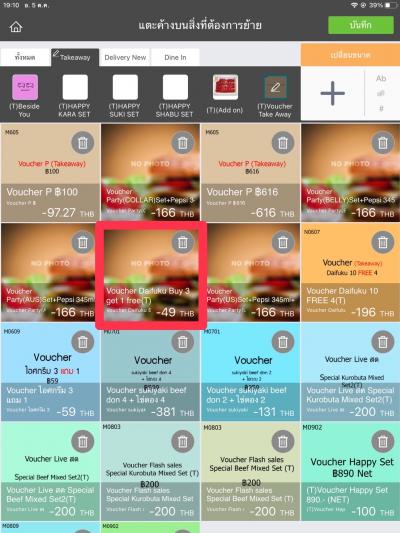 19:10 อ. 5 ต.ค.
39%
แตะค้างบนสิ่งที่ต้องการย้าย
บันทึก
ทั้งหมด
Takeaway
Delivery New
Dine In
เปลี่ยนขนาด
(T)Beside You
(T)HAPPY KARA SET
(T)HAPPY SUKI SET
(T)HAPPY SHABU SET
(T)(Add on)
(T)Voucher Take Away
+
Ab
#
M605
Voucher P (Takeaway)
฿100
Voucher P ฿100
Voucher P ฿
-97.27 THB
NO PHOTO
Voucher
Party(COLLAR)Set+Pepsi 3
-166 THB
M605
Voucher P (Takeaway)
฿616
Voucher P ฿616
Voucher P ฿
-616 THB
NO PHOTO
Voucher
Party(BELLY)Set+Pepsi 345
-166 THB
NO PHOTO
Voucher
Party(AUS)Set+Pepsi 345ml
-166 THB
NO PHOTO
Voucher Daifuku Buy 3
get 1 free(T)
Voucher Daifuku E
-49 THB
NO PHOTO
Voucher
Party(US)Set+Pepsi 345ml+
-166 THB
N0607
Voucher (Takeaway)
Daifuku 10 FREE 4
Voucher Daifuku 10
FREE 4(T)
Voucher Daifuku
-196 THB
M0609
Voucher
ไอศกรีม 3 แถม 1
฿59
Voucher ไอศกรีม 3
แถม 1
Voucher ไอศกรีม 3
-59 THB
M0701
Voucher
sukiyaki beef don 4
+ ไข่ดอง 4
Voucher sukiyaki beef
don 4 + ไข่ดอง 4
Voucher sukiyaki
-381 THB
M0701
Voucher
sukiyaki beef don 2
+ ไข่ดอง 2
Voucher sukiyaki beef
don 2 + ไข่ดอง 2
Voucher sukiyaki
-131 THB
Voucher Live สด
Special Kurobuta Mixed Set2(T)
Voucher Live สด Special
Kurobuta Mixed Set2(T)
Voucher Live สด
-200 THB
Voucher Live สด
Special Beef Mixed Set2(T)
Voucher Live สด Special
Beef Mixed Set2(T)
Voucher Live สด
-200 THB
M0803
Voucher Flash sales
Special Kurobuta Mixed Set (T)
฿200
Voucher Flash sales
Special Kurobuta Mixed
Voucher Flash
-200 THB
M0803
Voucher Flash sales
Special Beef Mixed Set (T)
฿200
Voucher Flash sales
Special Beef Mixed Set
Voucher Flash
-200 THB
M0902
Voucher Happy Set
฿890 Net
(T)Voucher Happy Set
890.- (NET)
(T)Voucher Hap
-100 THB
M0809
M0902